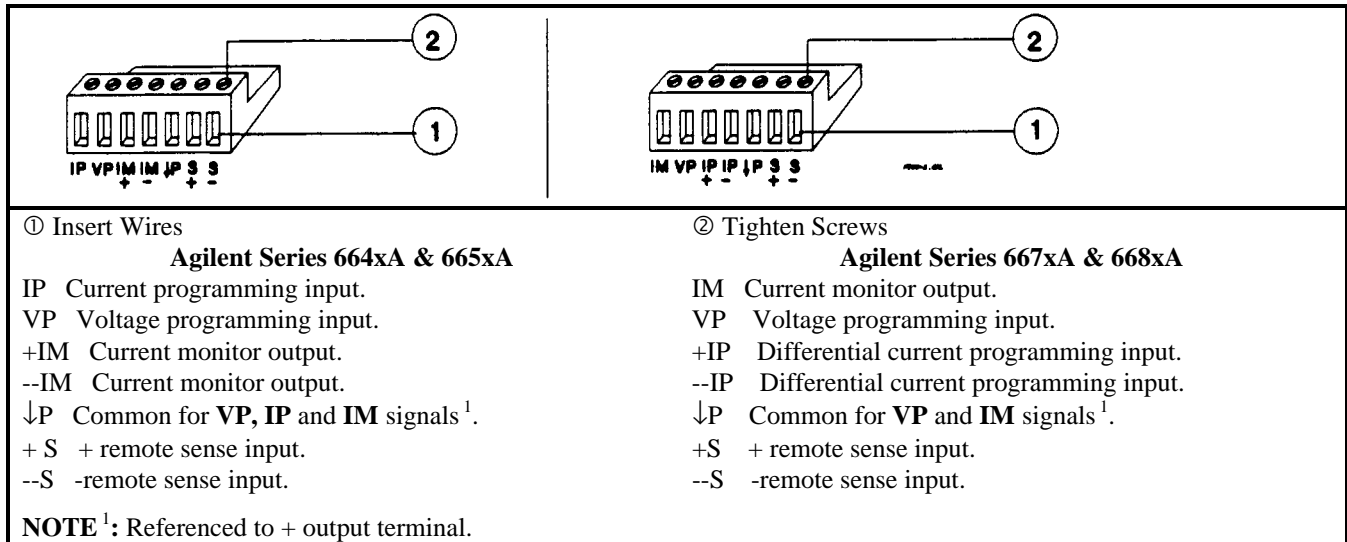 2
2
1
1
IP VP IM IM ↓P S S
+ - + -
IM VP IP IP ↓P S S
+ - + -
① Insert Wires
Agilent Series 664xA & 665xA
IP Current programming input.
VP Voltage programming input.
+IM Current monitor output.
--IM Current monitor output.
↓P Common for VP, IP and IM signals 1.
+ S + remote sense input.
--S -remote sense input.
NOTE 1: Referenced to + output terminal.
② Tighten Screws
Agilent Series 667xA & 668xA
IM Current monitor output.
VP Voltage programming input.
+IP Differential current programming input.
--IP Differential current programming input.
↓P Common for VP and IM signals 1.
+S + remote sense input.
--S -remote sense input.